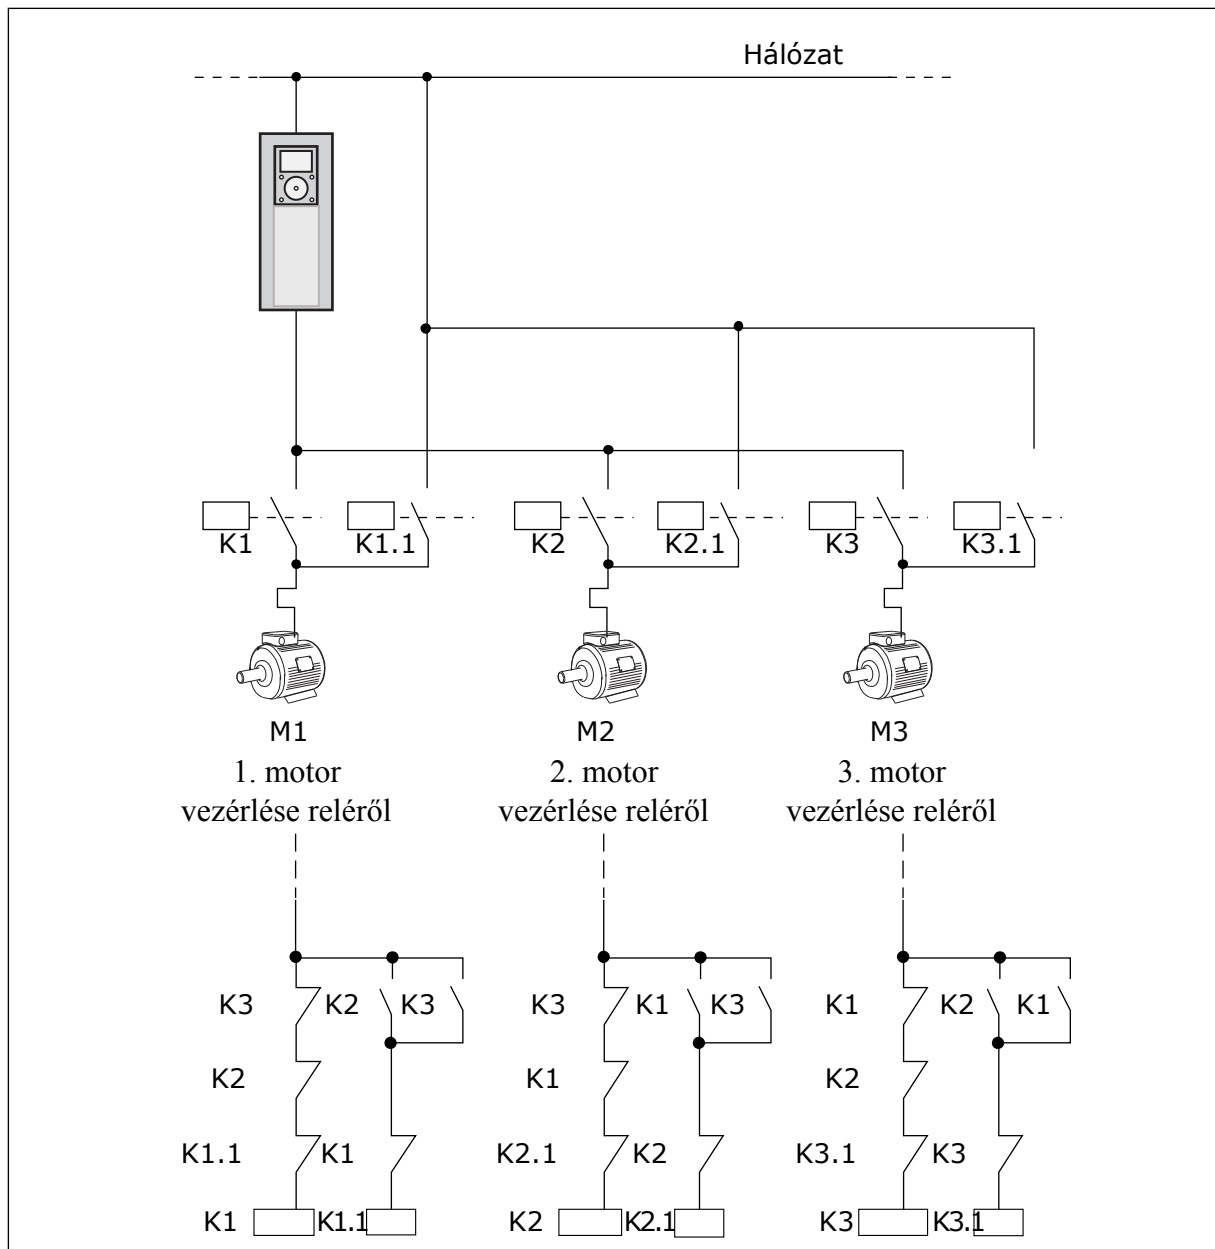 Hálózat
K1 K1.1 K2 K2.1 K3 K3.1
M1 M2 M3
1. motor 2. motor 3. motor
vezérlése reléről vezérlése reléről vezérlése reléről
K3 K2 K3 K3 K1 K3 K1 K2 K1
K2 K1 K2
K1.1 K1 K2.1 K2 K3.1 K3
K1 K1.1 K2 K2.1 K3 K3.1